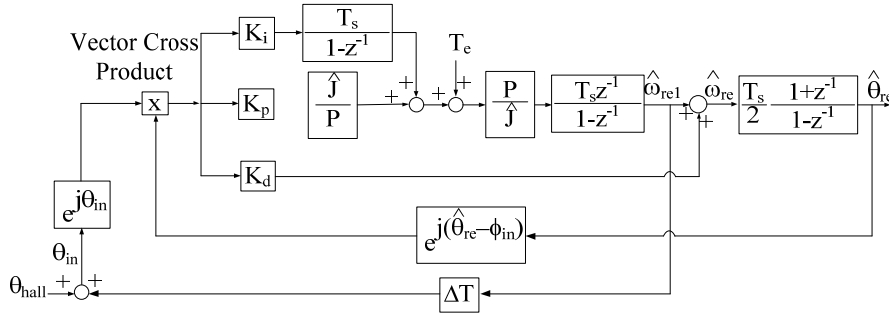 Vector Cross
Product
x
K_i
T_s
1-z^-1
K_p
Ĵ
P
T_e
P
Ĵ
T_s z^-1
1-z^-1
ω̂_re1
ω̂_re
T_s
2
1+z^-1
1-z^-1
θ̂_re
K_d
e^jθ_in
e^j(θ̂_re–ϕ_in)
θ_in
θ_hall
ΔT
+ +
+ +
+ +
+ +